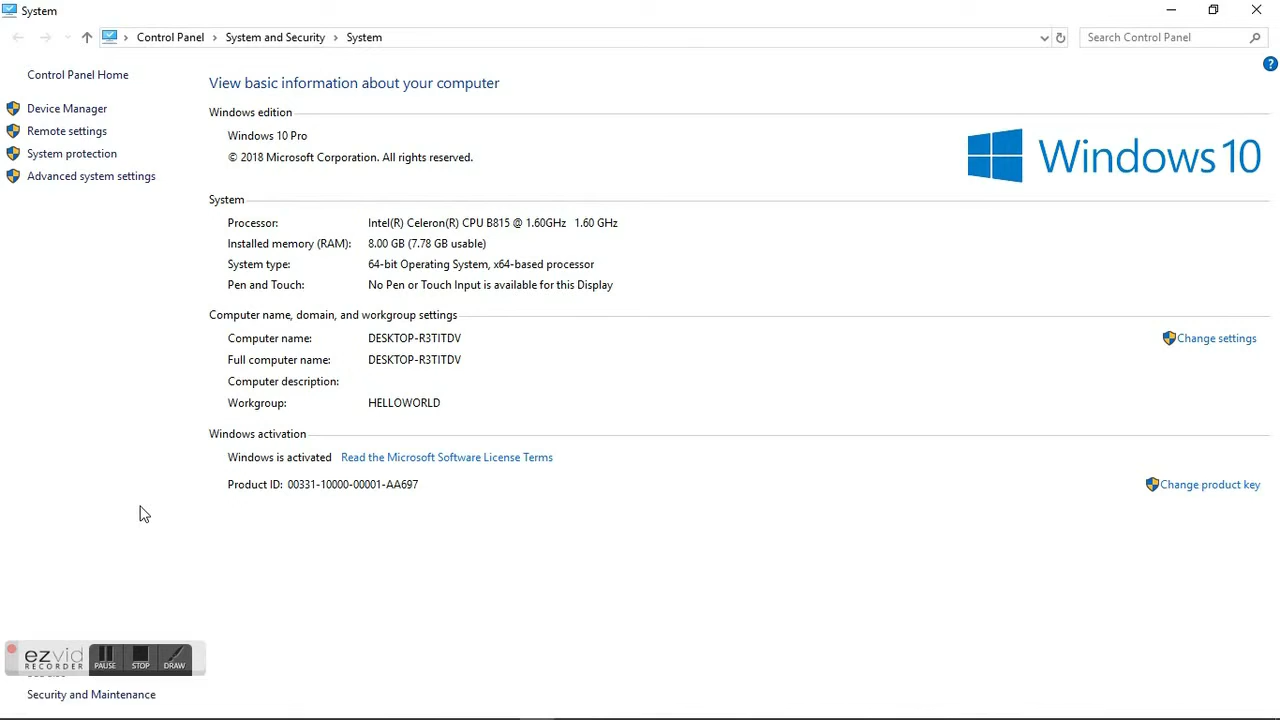 System
Control Panel › System and Security › System
Search Control Panel
Control Panel Home
Device Manager
Remote settings
System protection
Advanced system settings
View basic information about your computer
Windows edition
Windows 10 Pro
© 2018 Microsoft Corporation. All rights reserved.
Windows 10
System
Processor: Intel(R) Celeron(R) CPU B815 @ 1.60GHz 1.60 GHz
Installed memory (RAM): 8.00 GB (7.78 GB usable)
System type: 64-bit Operating System, x64-based processor
Pen and Touch: No Pen or Touch Input is available for this Display
Computer name, domain, and workgroup settings
Computer name: DESKTOP-R3TITDV
Change settings
Full computer name: DESKTOP-R3TITDV
Computer description:
Workgroup: HELLOWORLD
Windows activation
Windows is activated Read the Microsoft Software License Terms
Product ID: 00331-10000-00001-AA697
Change product key
ezvid
RECORDER
PAUSE STOP DRAW
Security and Maintenance